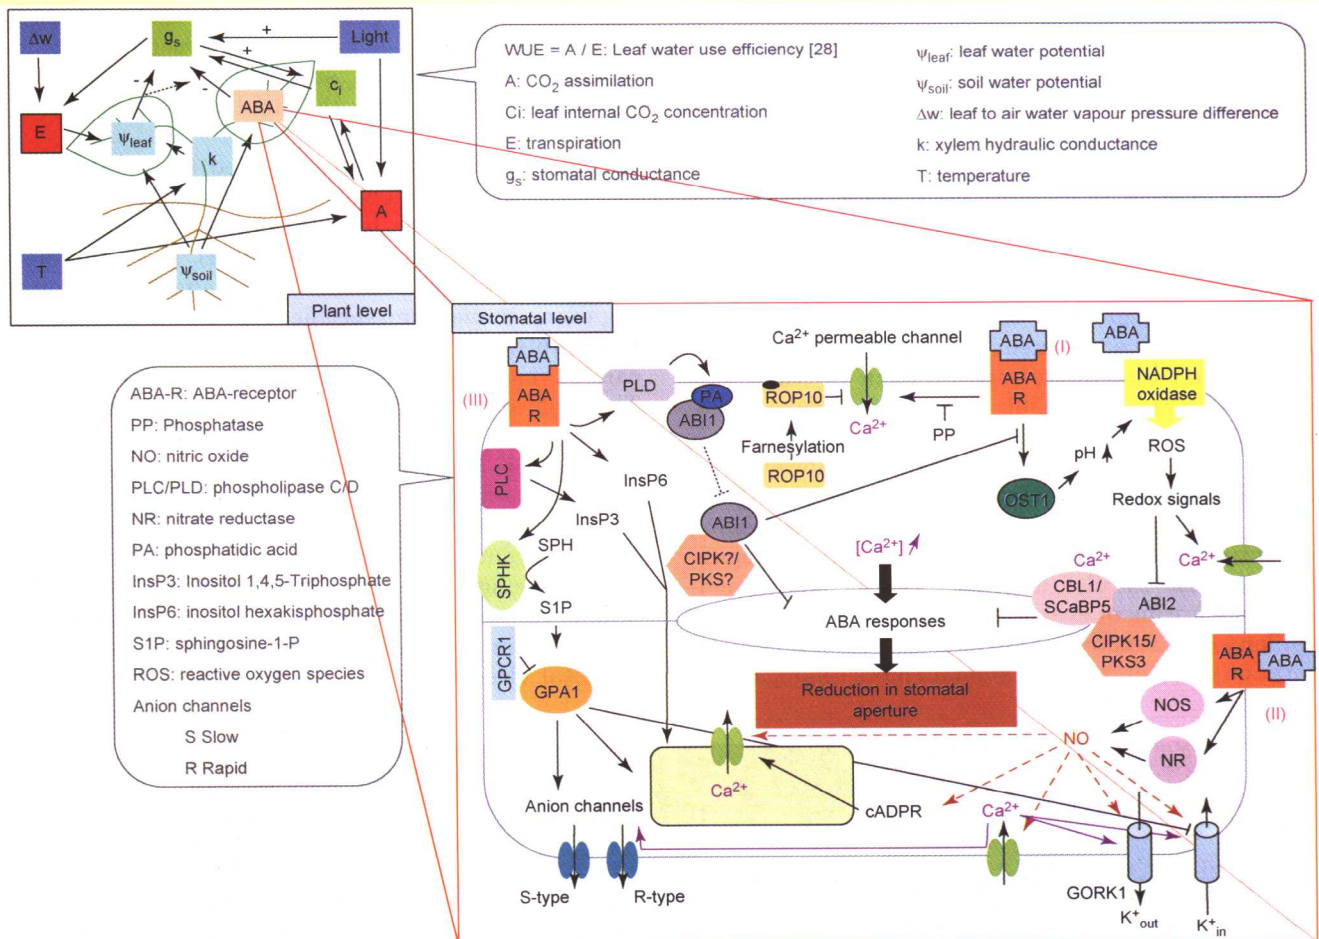 Δw
g_s
Light
+
+
-
-
c_i
ABA
E
ψ_leaf
k
A
T
ψ_soil
Plant level
WUE = A / E: Leaf water use efficiency [28]
A: CO₂ assimilation
Ci: leaf internal CO₂ concentration
E: transpiration
g_s: stomatal conductance
ψ_leaf: leaf water potential
ψ_soil: soil water potential
Δw: leaf to air water vapour pressure difference
k: xylem hydraulic conductance
T: temperature
ABA-R: ABA-receptor
PP: Phosphatase
NO: nitric oxide
PLC/PLD: phospholipase C/D
NR: nitrate reductase
PA: phosphatidic acid
InsP3: Inositol 1,4,5-Triphosphate
InsP6: inositol hexakisphosphate
S1P: sphingosine-1-P
ROS: reactive oxygen species
Anion channels
S Slow
R Rapid
Stomatal level
ABA
ABA
R
(III)
PLD
PA
ABI1
Ca²⁺ permeable channel
ROP10
Ca²⁺
Farnesylation
ROP10
PP
ABA
ABA
R
(I)
ABA
NADPH
oxidase
ROS
pH
OST1
Redox signals
Ca²⁺
PLC
InsP6
InsP3
SPHK
SPH
S1P
ABI1
CIPK?/
PKS?
[Ca²⁺]
ABA responses
Ca²⁺
CBL1/
SCaBP5
ABI2
CIPK15/
PKS3
ABA
R
ABA
(II)
GPCR1
GPA1
Reduction in stomatal
aperture
NOS
NR
NO
Ca²⁺
cADPR
Ca²⁺
Anion channels
S-type
R-type
GORK1
K⁺out
K⁺in